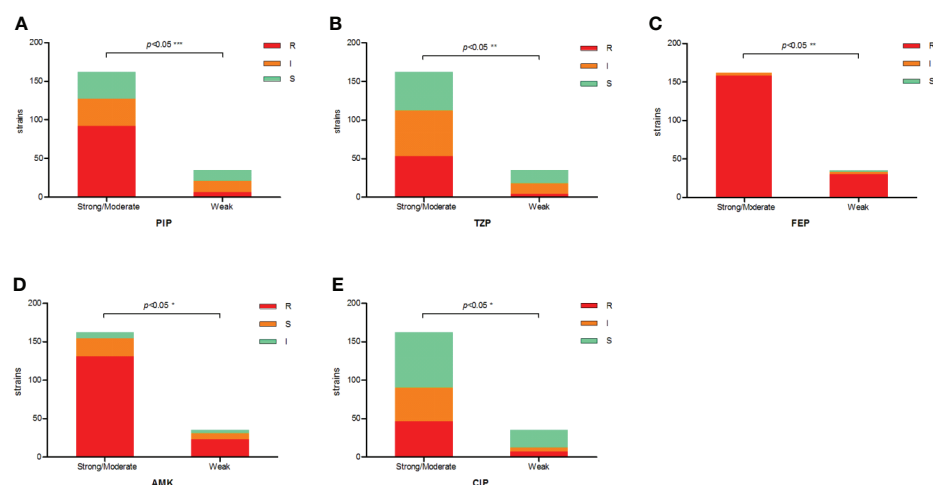 A
200
150
100
50
0
strains
p<0.05 ***
R
I
S
Strong/Moderate
Weak
PIP
B
200
150
100
50
0
strains
p<0.05 **
R
I
S
Strong/Moderate
Weak
TZP
C
200
150
100
50
0
strains
p<0.05 **
R
I
S
Strong/Moderate
Weak
FEP
D
200
150
100
50
0
strains
p<0.05 *
R
S
I
Strong/Moderate
Weak
AMK
E
200
150
100
50
0
strains
p<0.05 *
R
I
S
Strong/Moderate
Weak
CIP